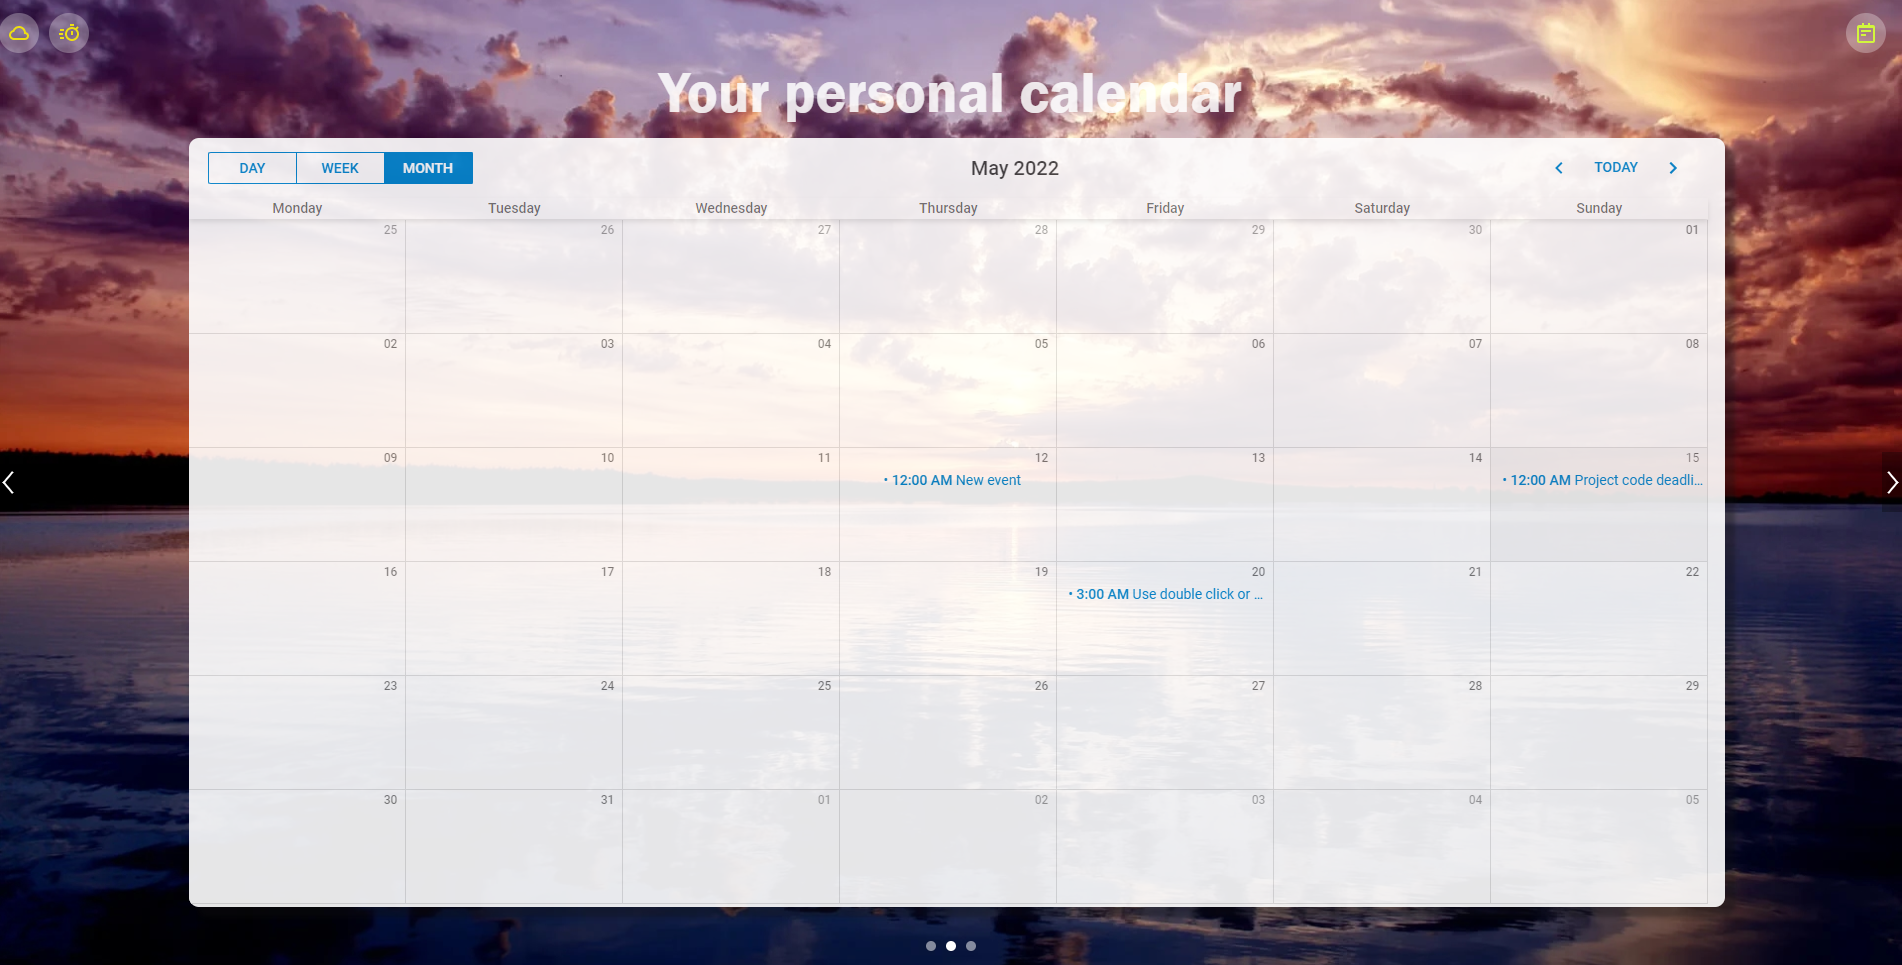 Your personal calendar
DAY WEEK MONTH May 2022 TODAY
Monday Tuesday Wednesday Thursday Friday Saturday Sunday
25 26 27 28 29 30 01
02 03 04 05 06 07 08
09 10 11 12 13 14 15
• 12:00 AM New event • 12:00 AM Project code deadli...
16 17 18 19 20 21 22
• 3:00 AM Use double click or ...
23 24 25 26 27 28 29
30 31 01 02 03 04 05